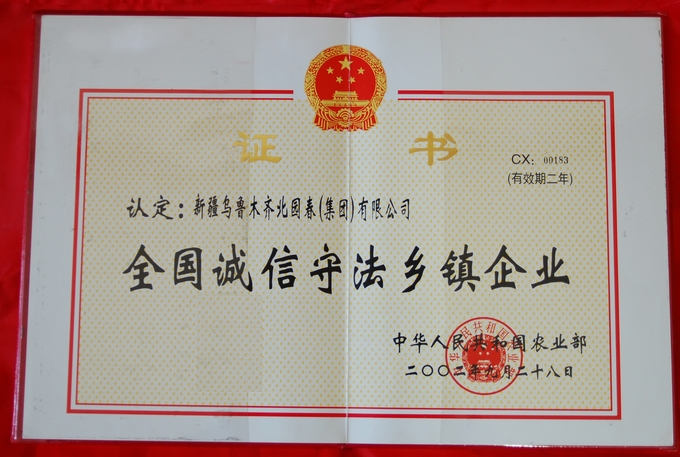 证 书
CX: 00183
(有效期二年)
认定：新疆乌鲁木齐北园春(集团)有限公司
全国诚信守法乡镇企业
中华人民共和国农业部
二〇〇二年九月二十八日